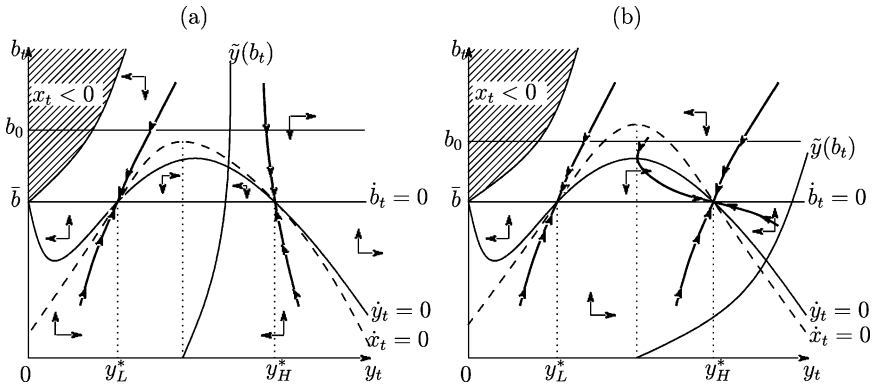 (a)
b_t
ỹ(b_t)
x_t < 0
b_0
b̄
ḃ_t = 0
ẏ_t = 0
ẋ_t = 0
0
y*_L
y*_H
y_t
(b)
b_t
x_t < 0
b_0
ỹ(b_t)
b̄
ḃ_t = 0
ẏ_t = 0
ẋ_t = 0
0
y*_L
y*_H
y_t